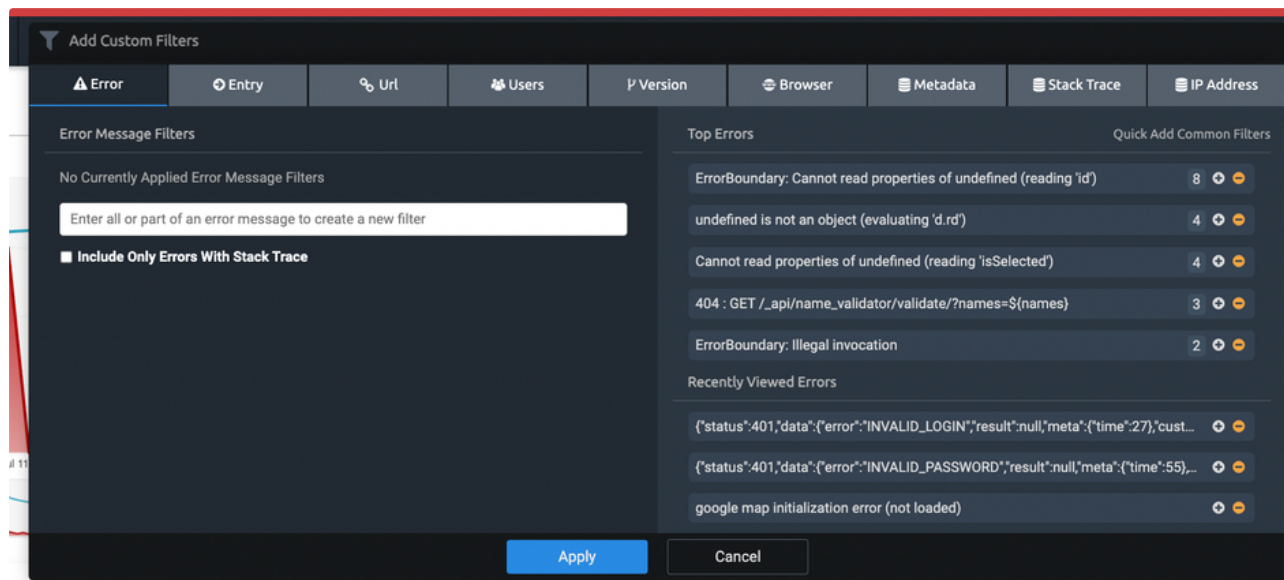 Add Custom Filters
Error
Entry
Url
Users
Version
Browser
Metadata
Stack Trace
IP Address
Error Message Filters
No Currently Applied Error Message Filters
Enter all or part of an error message to create a new filter
Include Only Errors With Stack Trace
Top Errors
Quick Add Common Filters
ErrorBoundary: Cannot read properties of undefined (reading 'id') 8
undefined is not an object (evaluating 'd.rd') 4
Cannot read properties of undefined (reading 'isSelected') 4
404 : GET /_api/name_validator/validate/?names=${names} 3
ErrorBoundary: Illegal invocation 2
Recently Viewed Errors
{"status":401,"data":{"error":"INVALID_LOGIN","result":null,"meta":{"time":27},"cust...
{"status":401,"data":{"error":"INVALID_PASSWORD","result":null,"meta":{"time":55},...
google map initialization error (not loaded)
ul 11
Apply
Cancel